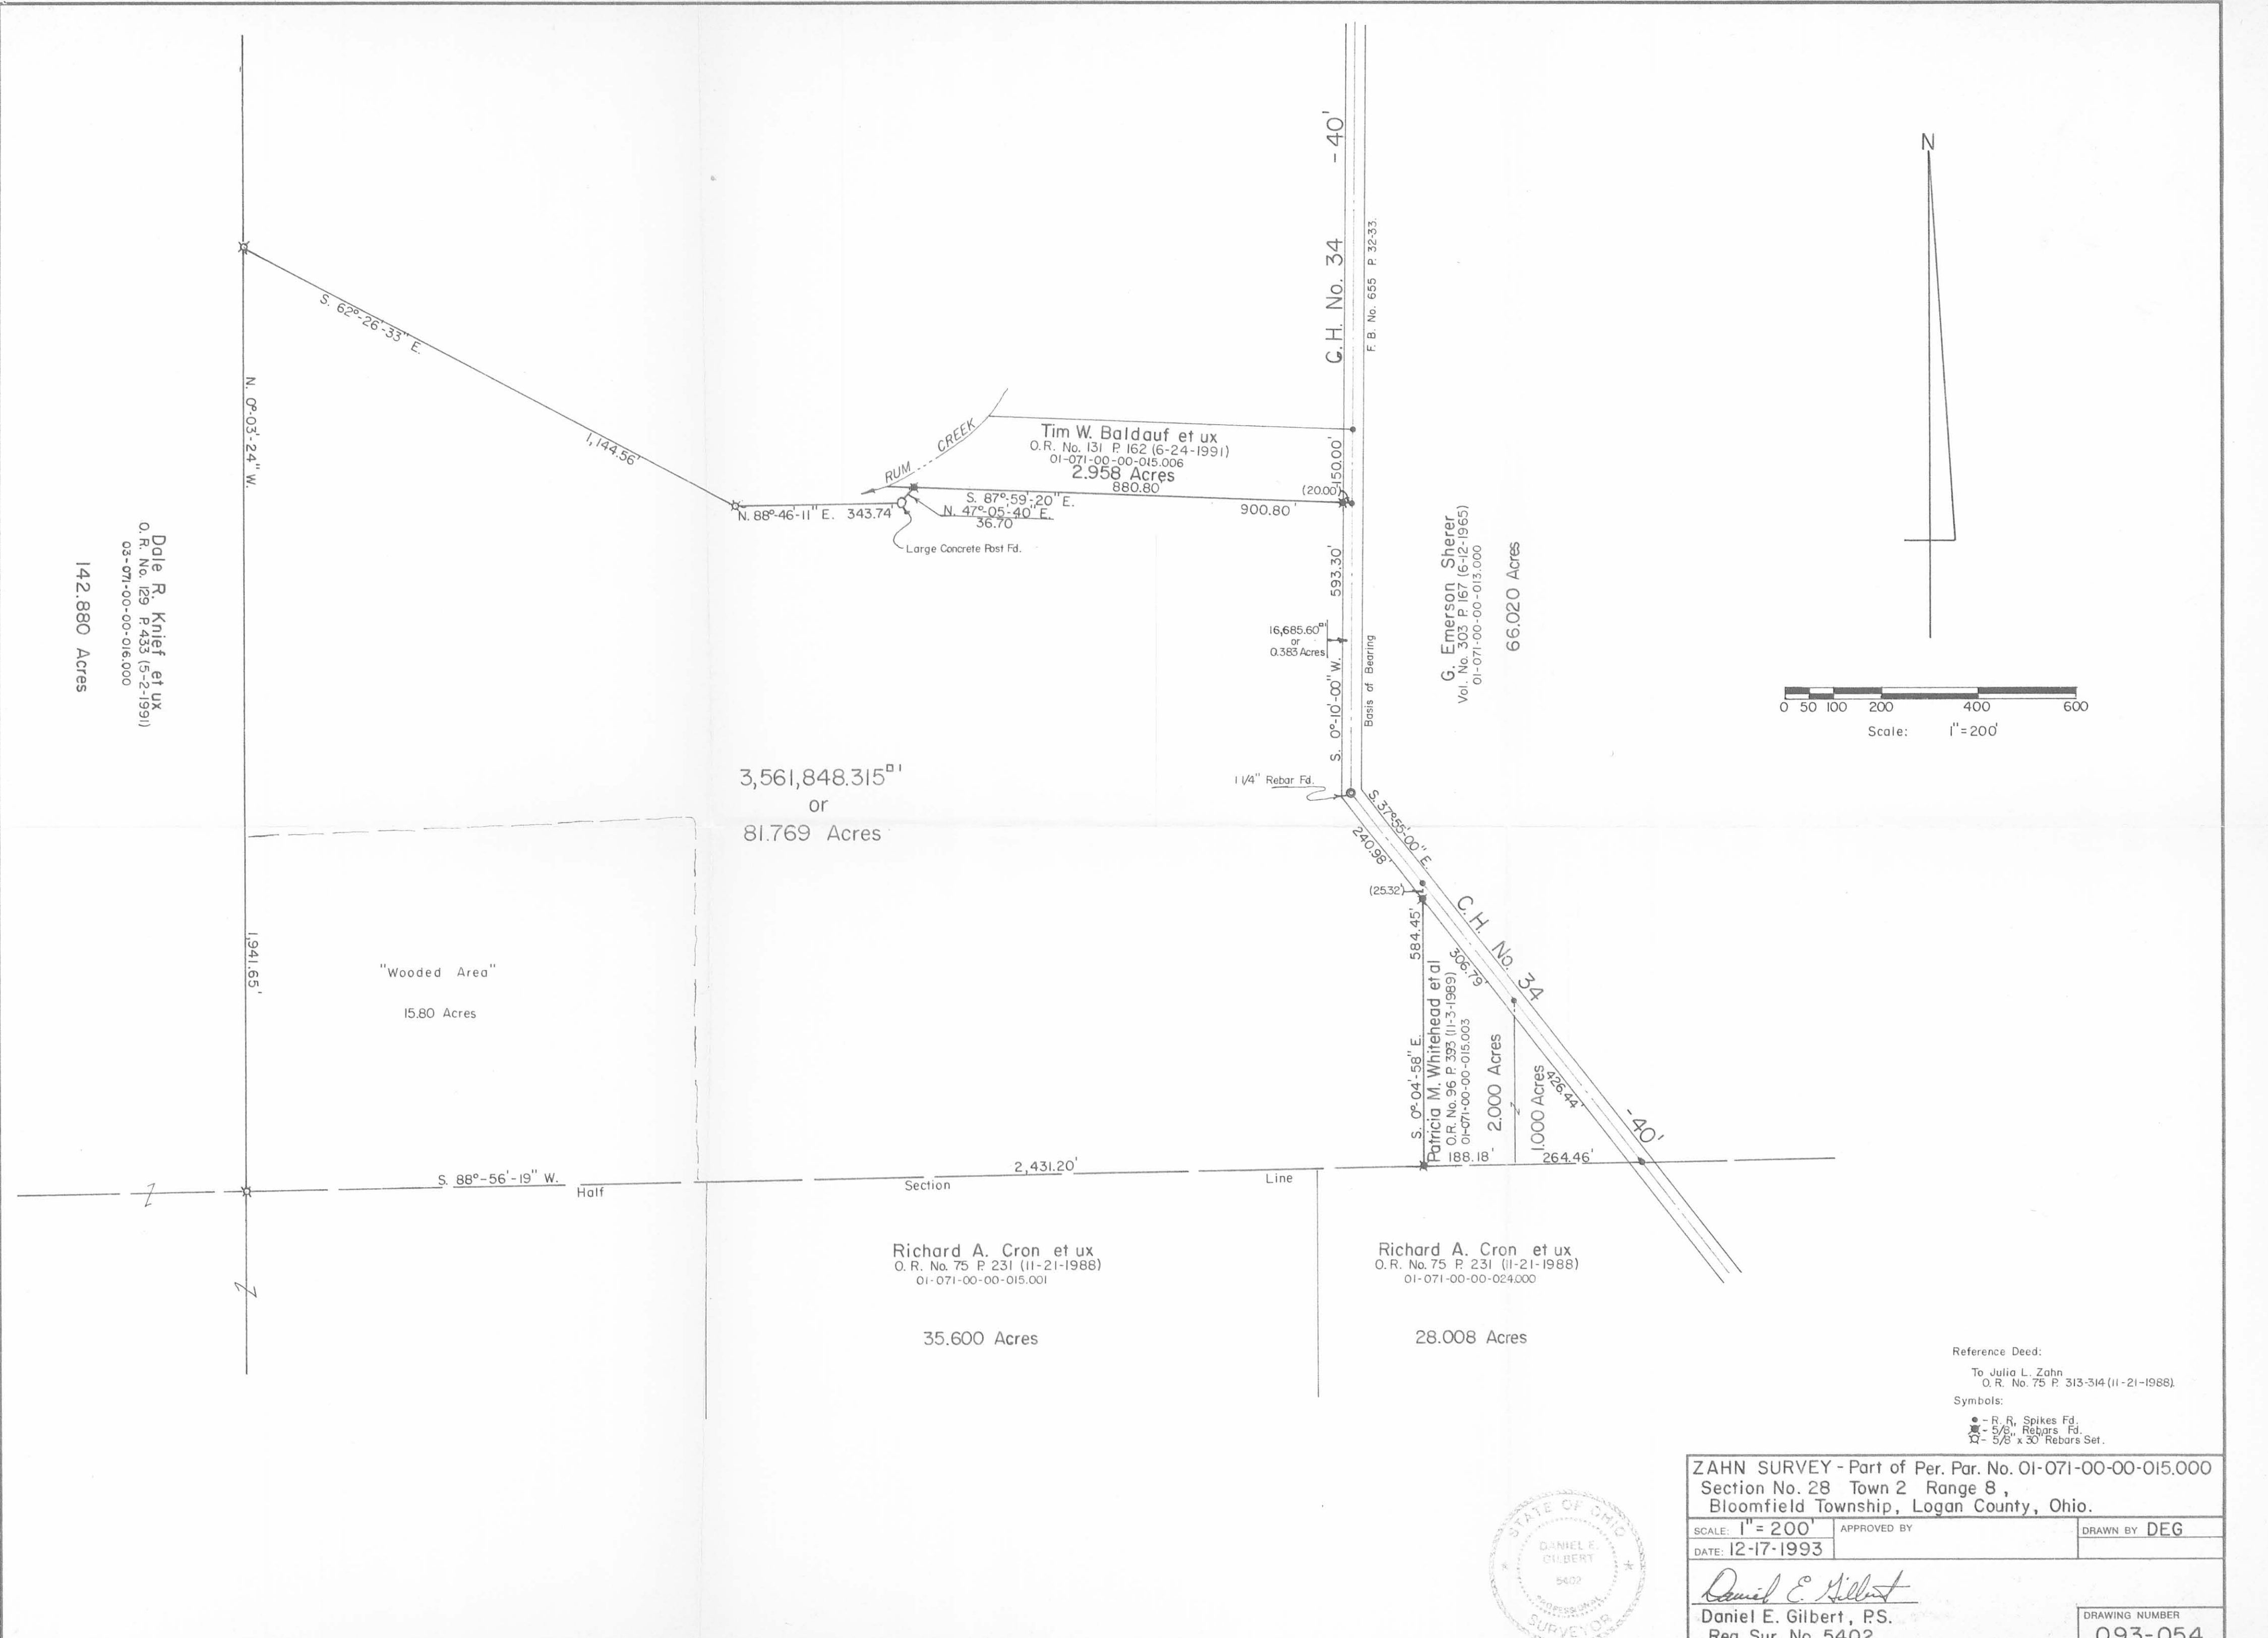 N
C.H. No. 34 -40'
F. B. No. 655 P. 32-33.
S. 62°-26'-33" E.
1,144.56'
N. 0°-03'-24" W.
1,941.65'
RUM CREEK
Tim W. Baldauf et ux
O.R. No. 131 P. 162 (6-24-1991)
01-071-00-00-015.006
2.958 Acres
880.80'
S. 87°-59'-20" E.
900.80'
(20.00')
150.00'
N. 88°-46'-11" E. 343.74'
N. 47°-05'-40" E.
36.70
Large Concrete Post Fd.
Dale R. Knief et ux
O.R. No. 129 P. 433 (5-2-1991)
03-071-00-00-016.000
142.880 Acres
593.30'
S. 0°-10'-00" W.
16,685.60□'
or
0.383 Acres
Basis of Bearing
G. Emerson Sherer
Vol. No. 303 P. 167 (6-12-1965)
01-071-00-00-013.000
66.020 Acres
0 50 100 200 400 600
Scale: 1"=200'
3,561,848.315□'
or
81.769 Acres
1 1/4" Rebar Fd.
S. 37°-55'-00" E.
240.98'
(25.32')
C. H. No. 34 -40'
584.45'
S. 0°-04'-58" E.
306.79'
426.44'
Patricia M. Whitehead et al
O.R. No. 96 P. 393 (11-3-1989)
01-071-00-00-015.003
2.000 Acres
1.000 Acres
188.18'
264.46'
"Wooded Area"
15.80 Acres
S. 88°-56'-19" W.
2,431.20'
Half Section Line
Richard A. Cron et ux
O. R. No. 75 P. 231 (11-21-1988)
01-071-00-00-015.001
35.600 Acres
Richard A. Cron et ux
O. R. No. 75 P. 231 (11-21-1988)
01-071-00-00-024.000
28.008 Acres
Reference Deed:
To Julia L. Zahn
O. R. No. 75 P. 313-314 (11-21-1988).
Symbols:
- R. R. Spikes Fd.
- 5/8" Rebars Fd.
- 5/8" x 30" Rebars Set.
STATE OF OHIO
DANIEL E.
GILBERT
5402
PROFESSIONAL
SURVEYOR
ZAHN SURVEY - Part of Per. Par. No. 01-071-00-00-015.000
Section No. 28 Town 2 Range 8,
Bloomfield Township, Logan County, Ohio.
SCALE: 1" = 200'
APPROVED BY
DRAWN BY DEG
DATE: 12-17-1993
Daniel E. Gilbert
Daniel E. Gilbert, P.S.
Reg. Sur. No. 5402
DRAWING NUMBER
093-054